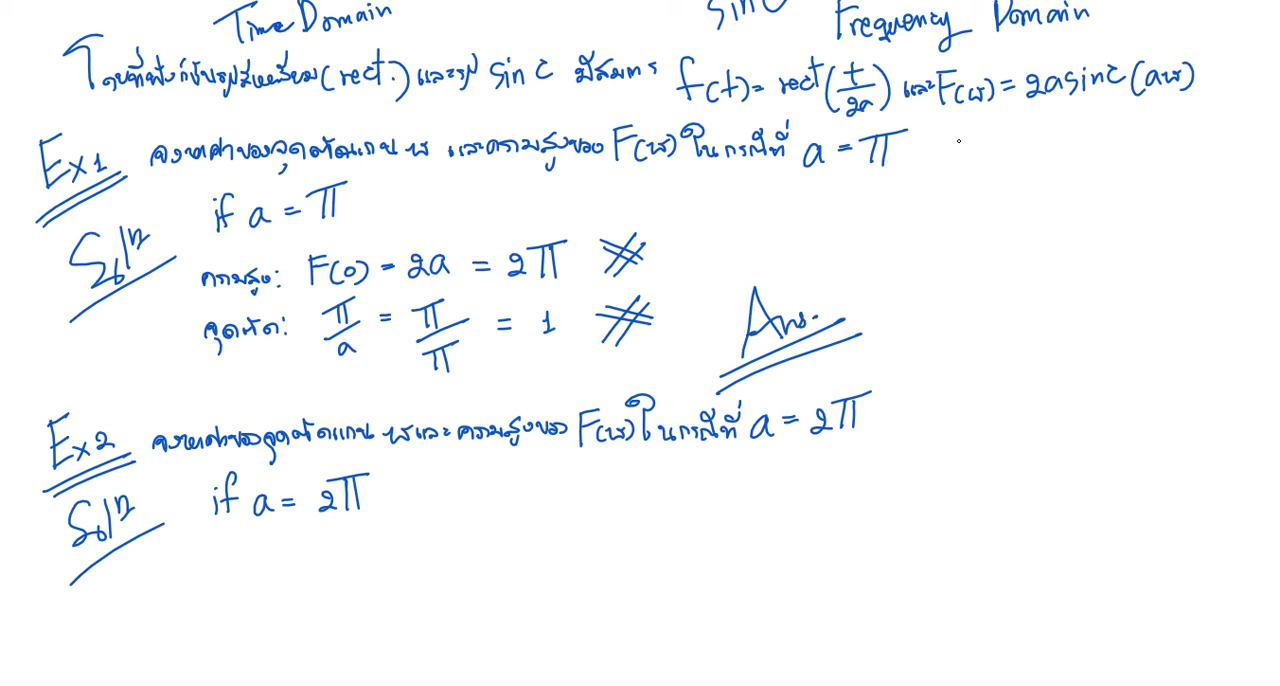 Time Domain sinc Frequency Domain
โดยที่ฟังก์ชันรูปสี่เหลี่ยม(rect.) และรูป sinc มีสมการ f(t) = rect(t/2a) และ F(ω) = 2asinc(aω)
Ex1 จงหาค่าของจุดตัดแกน ω และความสูงของ F(ω) ในกรณีที่ a = π
Sol^n if a = π
ความสูง: F(0) = 2a = 2π #
จุดตัด: π/a = π/π = 1 # Ans.
Ex2 จงหาค่าของจุดตัดแกน ω และความสูงของ F(ω) ในกรณีที่ a = 2π
Sol^n if a = 2π